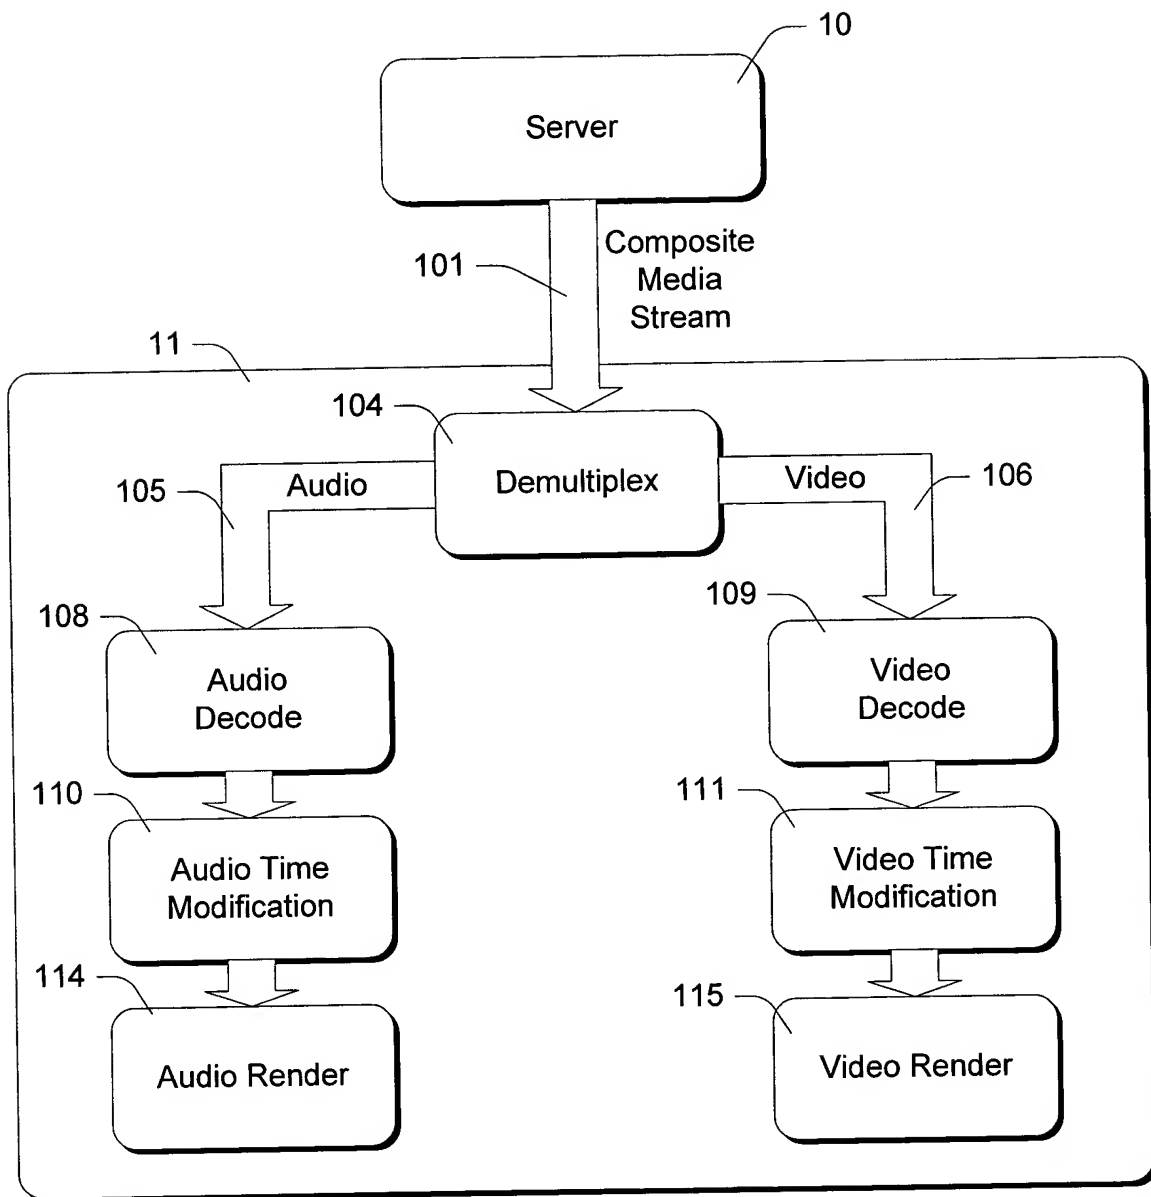 10
Server
101
Composite
Media
Stream
11
104
Demultiplex
105
Audio
Video
106
108
Audio
Decode
109
Video
Decode
110
Audio Time
Modification
111
Video Time
Modification
114
Audio Render
115
Video Render